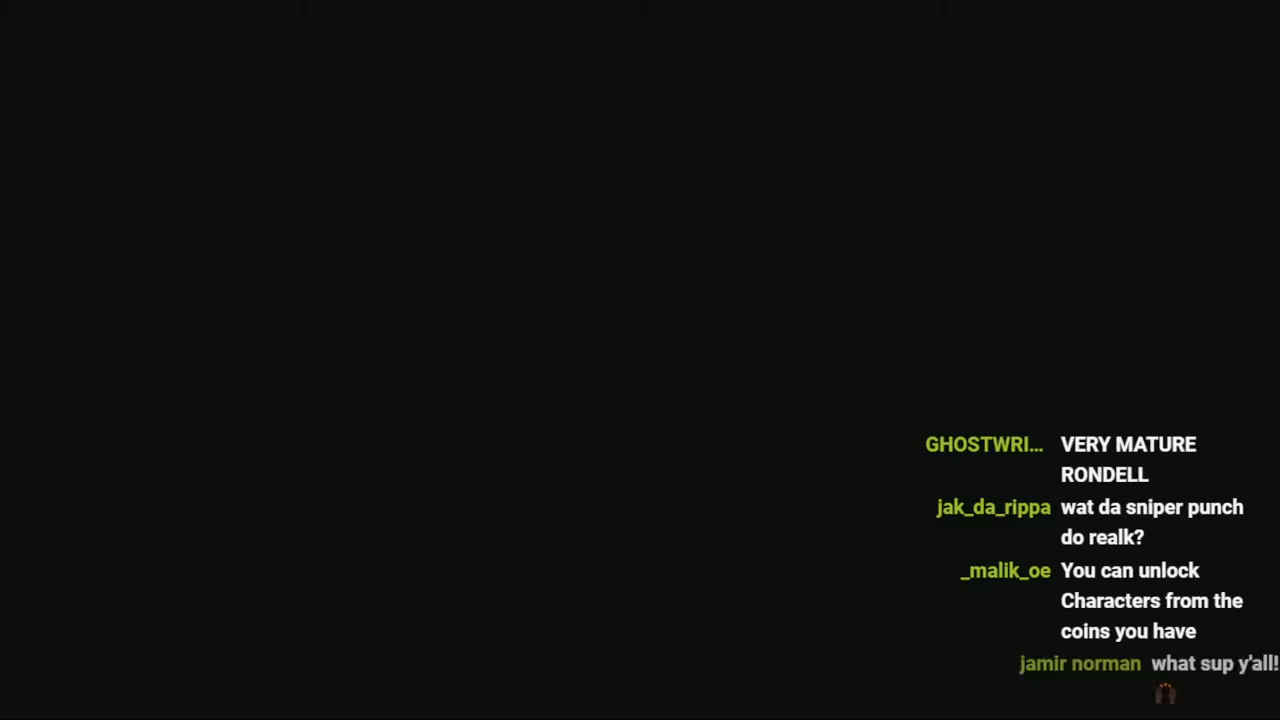 GHOSTWRI... VERY MATURE
RONDELL
jak_da_rippa wat da sniper punch
do realk?
_malik_oe You can unlock
Characters from the
coins you have
jamir norman what sup y'all!